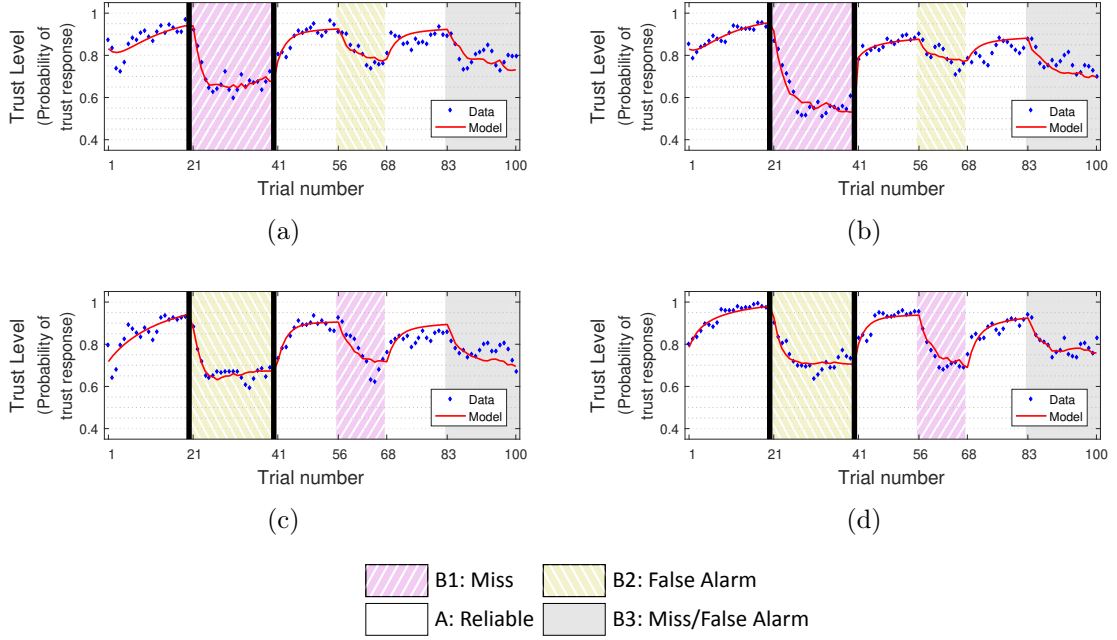 Trust Level
(Probability of
trust response)
1
0.8
0.6
0.4
Data
Model
1 21 41 56 68 83 100
Trial number
(a)
Trust Level
(Probability of
trust response)
1
0.8
0.6
0.4
Data
Model
1 21 41 56 68 83 100
Trial number
(b)
Trust Level
(Probability of
trust response)
1
0.8
0.6
0.4
Data
Model
1 21 41 56 68 83 100
Trial number
(c)
Trust Level
(Probability of
trust response)
1
0.8
0.6
0.4
Data
Model
1 21 41 56 68 83 100
Trial number
(d)
B1: Miss
B2: False Alarm
A: Reliable
B3: Miss/False Alarm